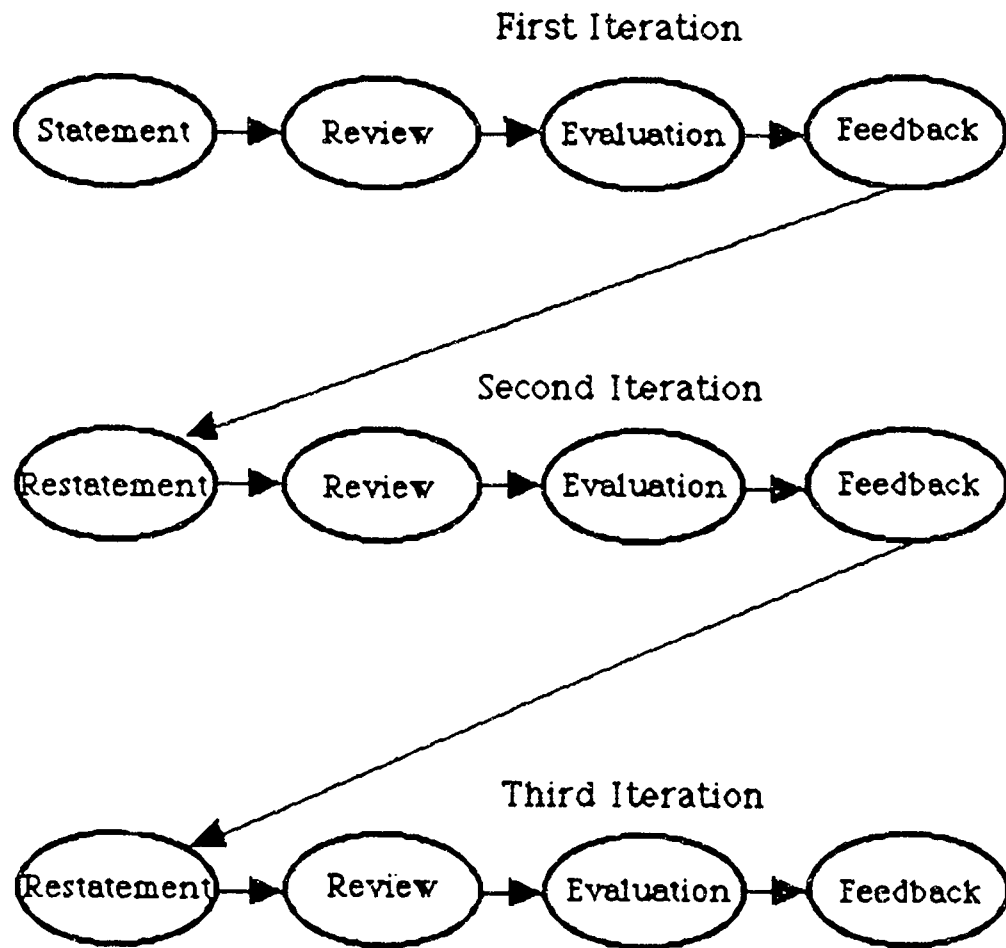 First Iteration
Statement Review Evaluation Feedback
Second Iteration
Restatement Review Evaluation Feedback
Third Iteration
Restatement Review Evaluation Feedback